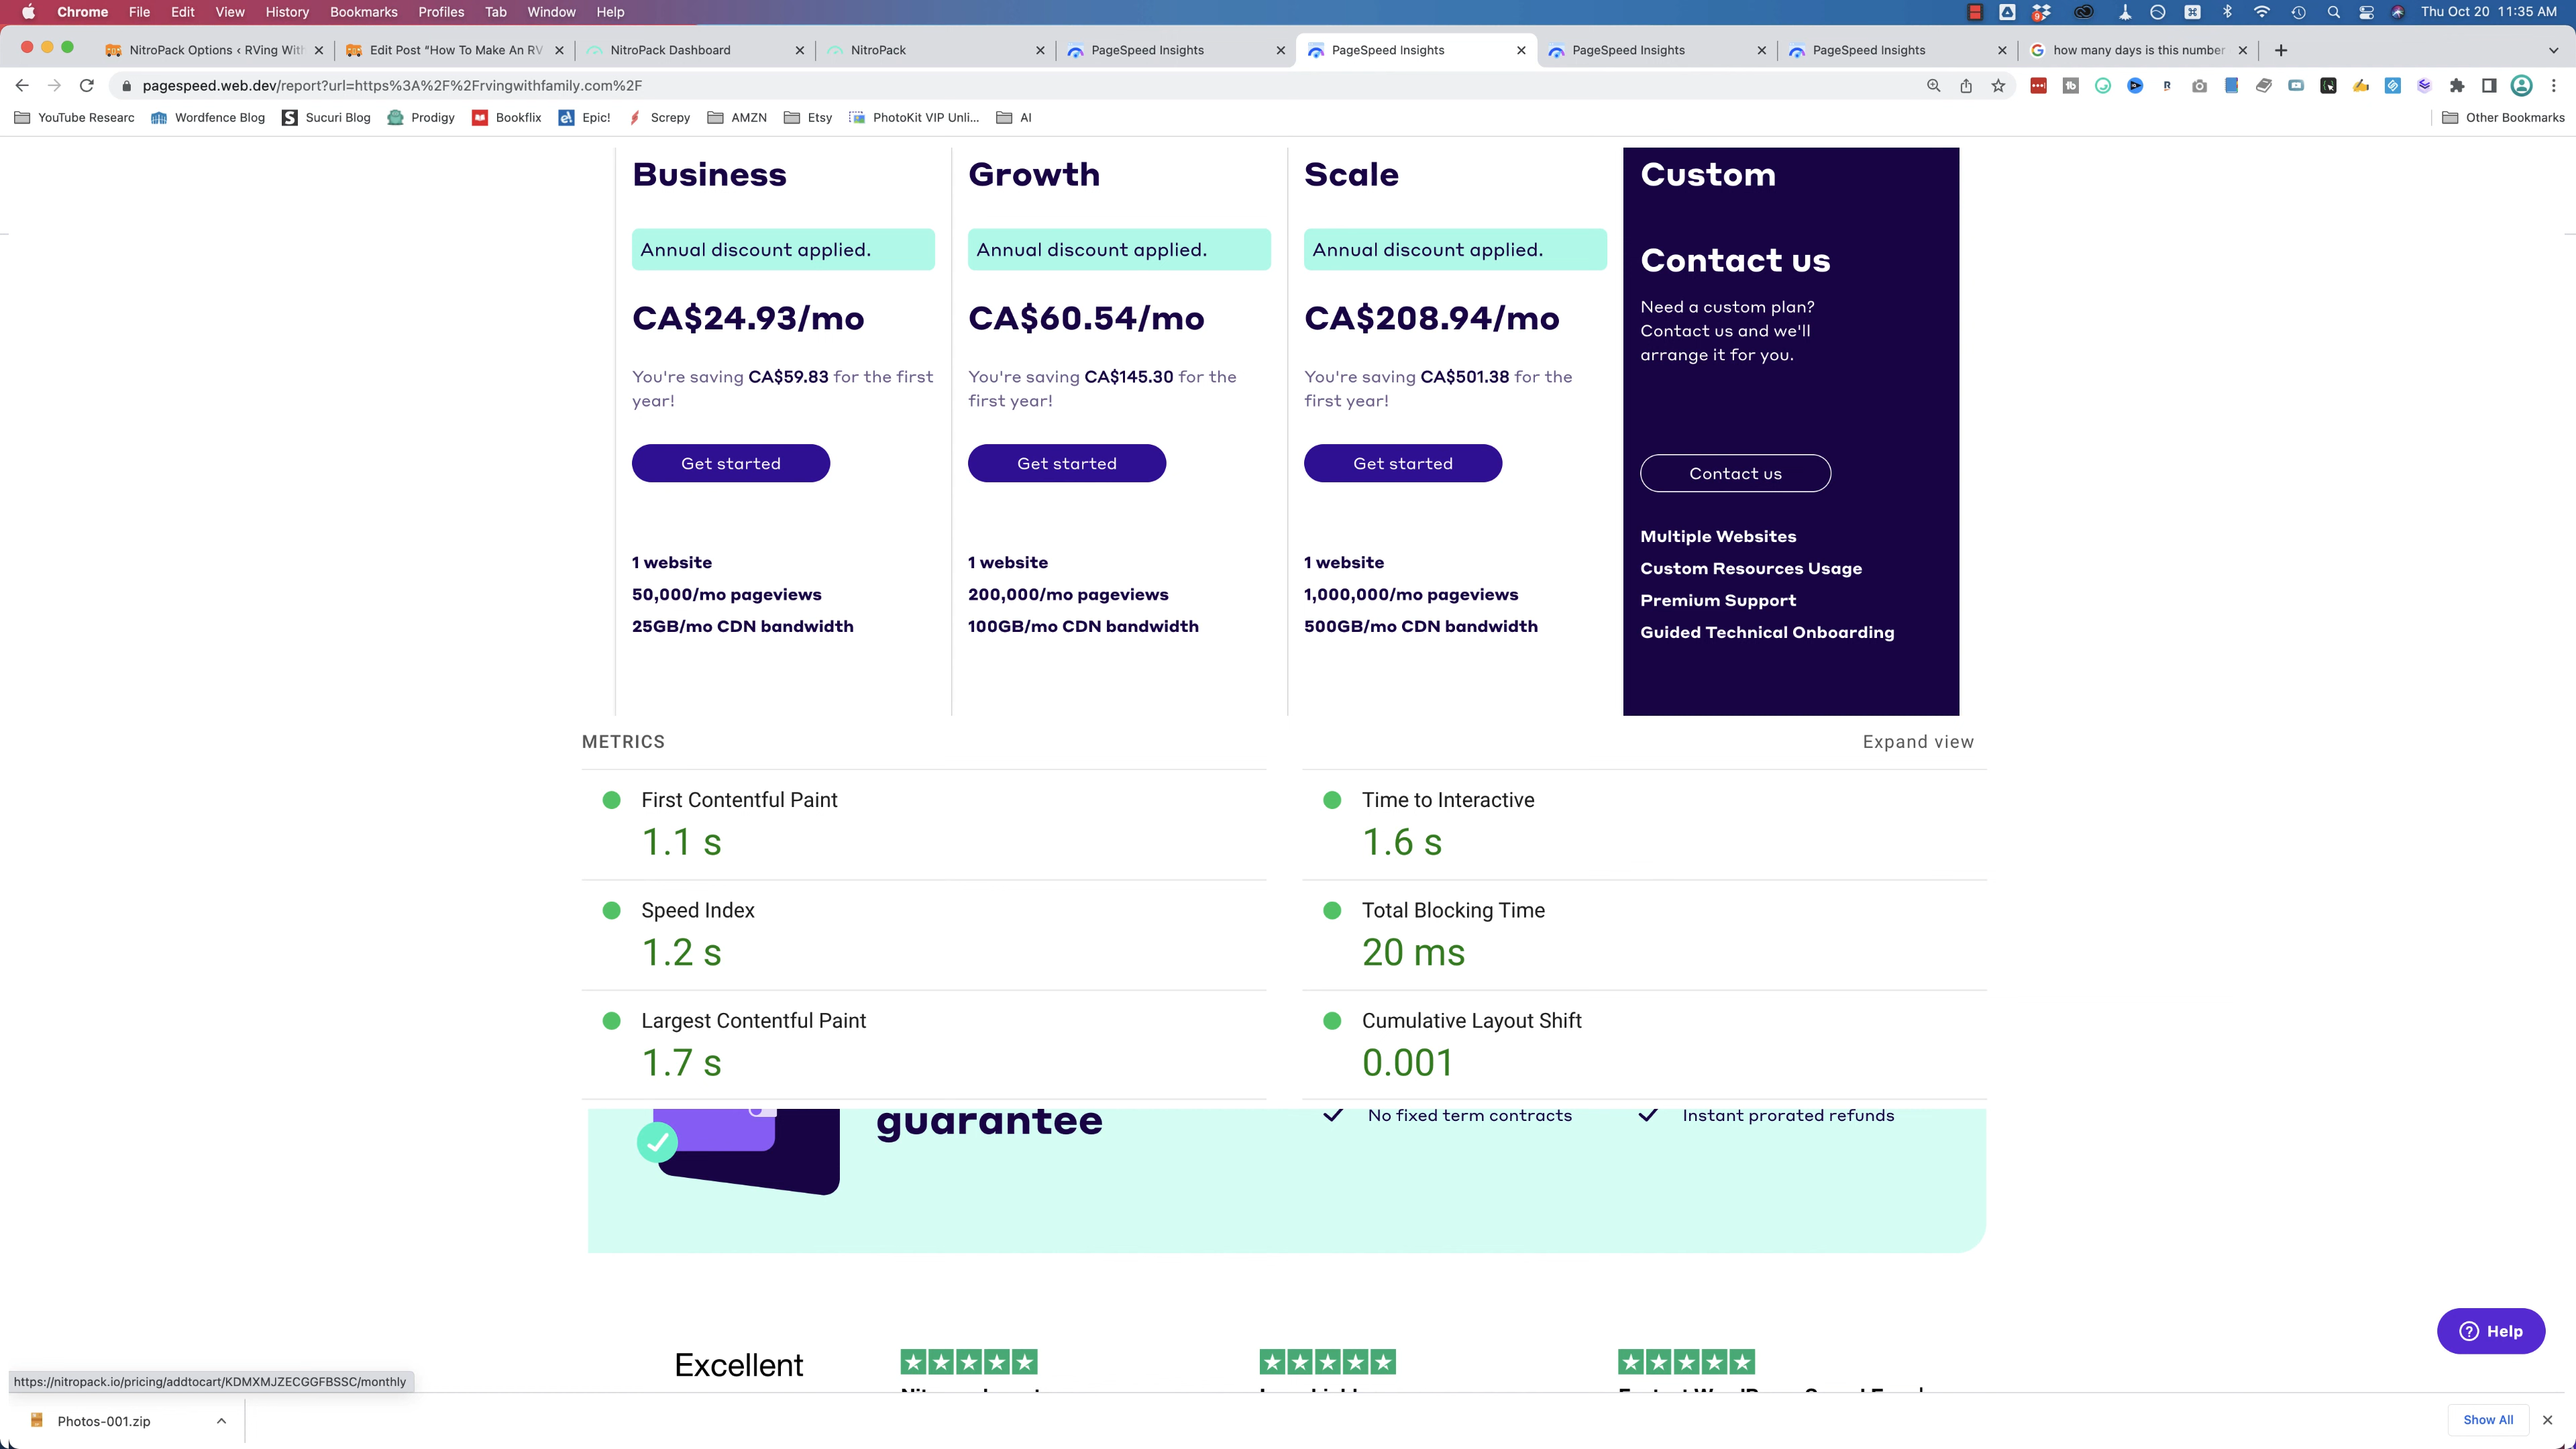 Chrome File Edit View History Bookmarks Profiles Tab Window Help
9
Thu Oct 20 11:35 AM
NitroPack Options ‹ RVing With
Edit Post “How To Make An RV
NitroPack Dashboard
NitroPack
PageSpeed Insights
PageSpeed Insights
PageSpeed Insights
PageSpeed Insights
how many days is this number
pagespeed.web.dev/report?url=https%3A%2F%2Frvingwithfamily.com%2F
YouTube Researc
Wordfence Blog
Sucuri Blog
Prodigy
Bookflix
Epic!
Screpy
AMZN
Etsy
PhotoKit VIP Unli...
AI
Other Bookmarks
Business
Annual discount applied.
CA$24.93/mo
You're saving CA$59.83 for the first
year!
Get started
1 website
50,000/mo pageviews
25GB/mo CDN bandwidth
Growth
Annual discount applied.
CA$60.54/mo
You're saving CA$145.30 for the
first year!
Get started
1 website
200,000/mo pageviews
100GB/mo CDN bandwidth
Scale
Annual discount applied.
CA$208.94/mo
You're saving CA$501.38 for the
first year!
Get started
1 website
1,000,000/mo pageviews
500GB/mo CDN bandwidth
Custom
Contact us
Need a custom plan?
Contact us and we'll
arrange it for you.
Contact us
Multiple Websites
Custom Resources Usage
Premium Support
Guided Technical Onboarding
METRICS
Expand view
First Contentful Paint
1.1 s
Time to Interactive
1.6 s
Speed Index
1.2 s
Total Blocking Time
20 ms
Largest Contentful Paint
1.7 s
Cumulative Layout Shift
0.001
guarantee
No fixed term contracts
Instant prorated refunds
Help
Excellent
https://nitropack.io/pricing/addtocart/KDMXMJZECGGFBSSC/monthly
Photos-001.zip
Show All